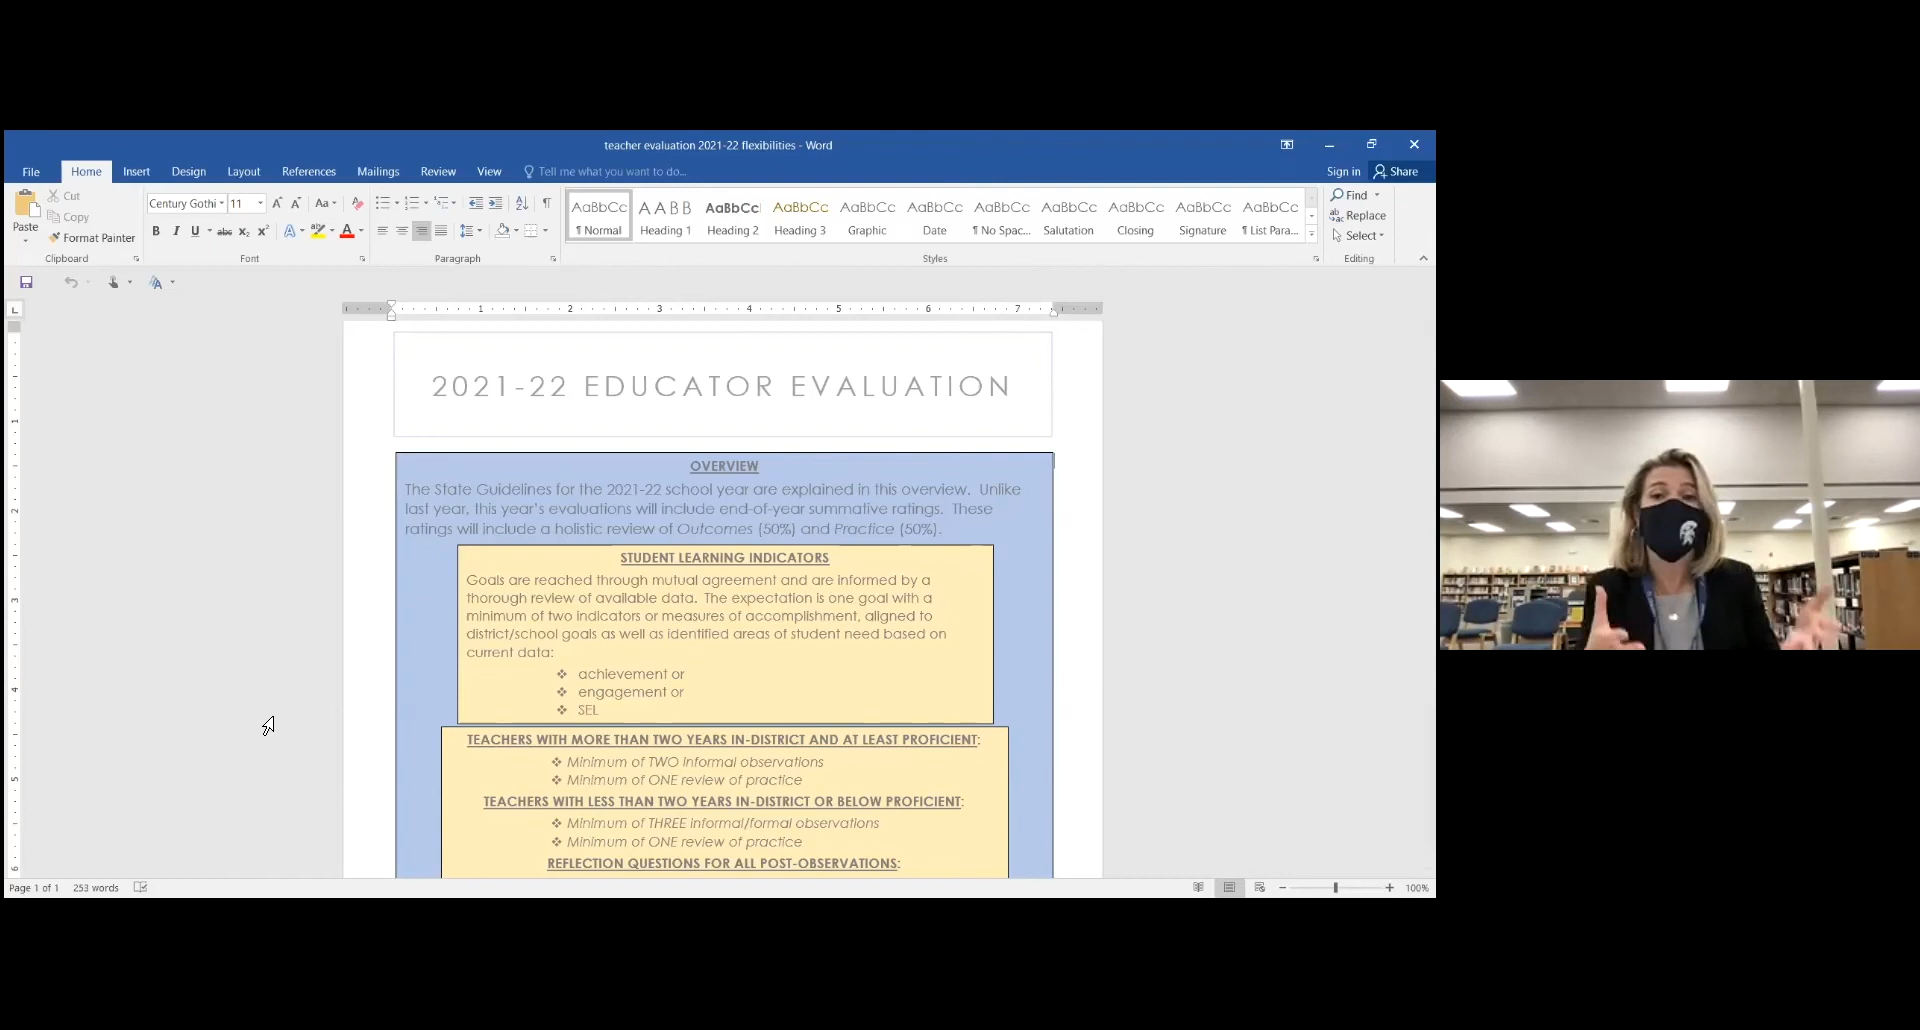 teacher evaluation 2021-22 flexibilities - Word
File Home Insert Design Layout References Mailings Review View Tell me what you want to do... Sign in Share
Paste
Cut
Copy
Format Painter
Clipboard
Century Gothi 11
Font
Paragraph
AaBbCc AABB AaBbCc AaBbCc AaBbCc AaBbCc AaBbCc AaBbCc AaBbCc AaBbCc AaBbCc
¶ Normal Heading 1 Heading 2 Heading 3 Graphic Date ¶ No Spac... Salutation Closing Signature ¶ List Para...
Styles
Find
Replace
Select
Editing
1 2 3 4 5 6 7
2021-22 EDUCATOR EVALUATION
OVERVIEW
The State Guidelines for the 2021-22 school year are explained in this overview. Unlike
last year, this year's evaluations will include end-of-year summative ratings. These
ratings will include a holistic review of Outcomes (50%) and Practice (50%).
STUDENT LEARNING INDICATORS
Goals are reached through mutual agreement and are informed by a
thorough review of available data. The expectation is one goal with a
minimum of two indicators or measures of accomplishment, aligned to
district/school goals as well as identified areas of student need based on
current data:
❖ achievement or
❖ engagement or
❖ SEL
TEACHERS WITH MORE THAN TWO YEARS IN-DISTRICT AND AT LEAST PROFICIENT:
❖ Minimum of TWO informal observations
❖ Minimum of ONE review of practice
TEACHERS WITH LESS THAN TWO YEARS IN-DISTRICT OR BELOW PROFICIENT:
❖ Minimum of THREE informal/formal observations
❖ Minimum of ONE review of practice
REFLECTION QUESTIONS FOR ALL POST-OBSERVATIONS:
Page 1 of 1 253 words 100%